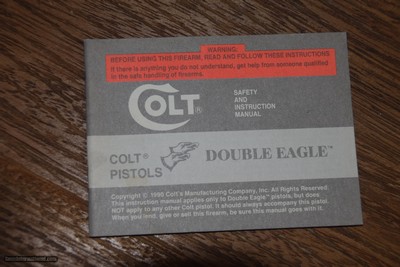 WARNING:
BEFORE USING THIS FIREARM, READ AND FOLLOW THESE INSTRUCTIONS
If there is anything you do not understand, get help from someone qualified
in the safe handling of firearms.
COLT®
SAFETY
AND
INSTRUCTION
MANUAL
COLT®
PISTOLS
DOUBLE EAGLE™
Copyright © 1990 Colt's Manufacturing Company, Inc. All Rights Reserved.
This instruction manual applies only to Double Eagle™ pistols, but does
NOT apply to any other Colt pistol. It should always accompany this pistol.
When you lend, give or sell this firearm, be sure this manual goes with it.